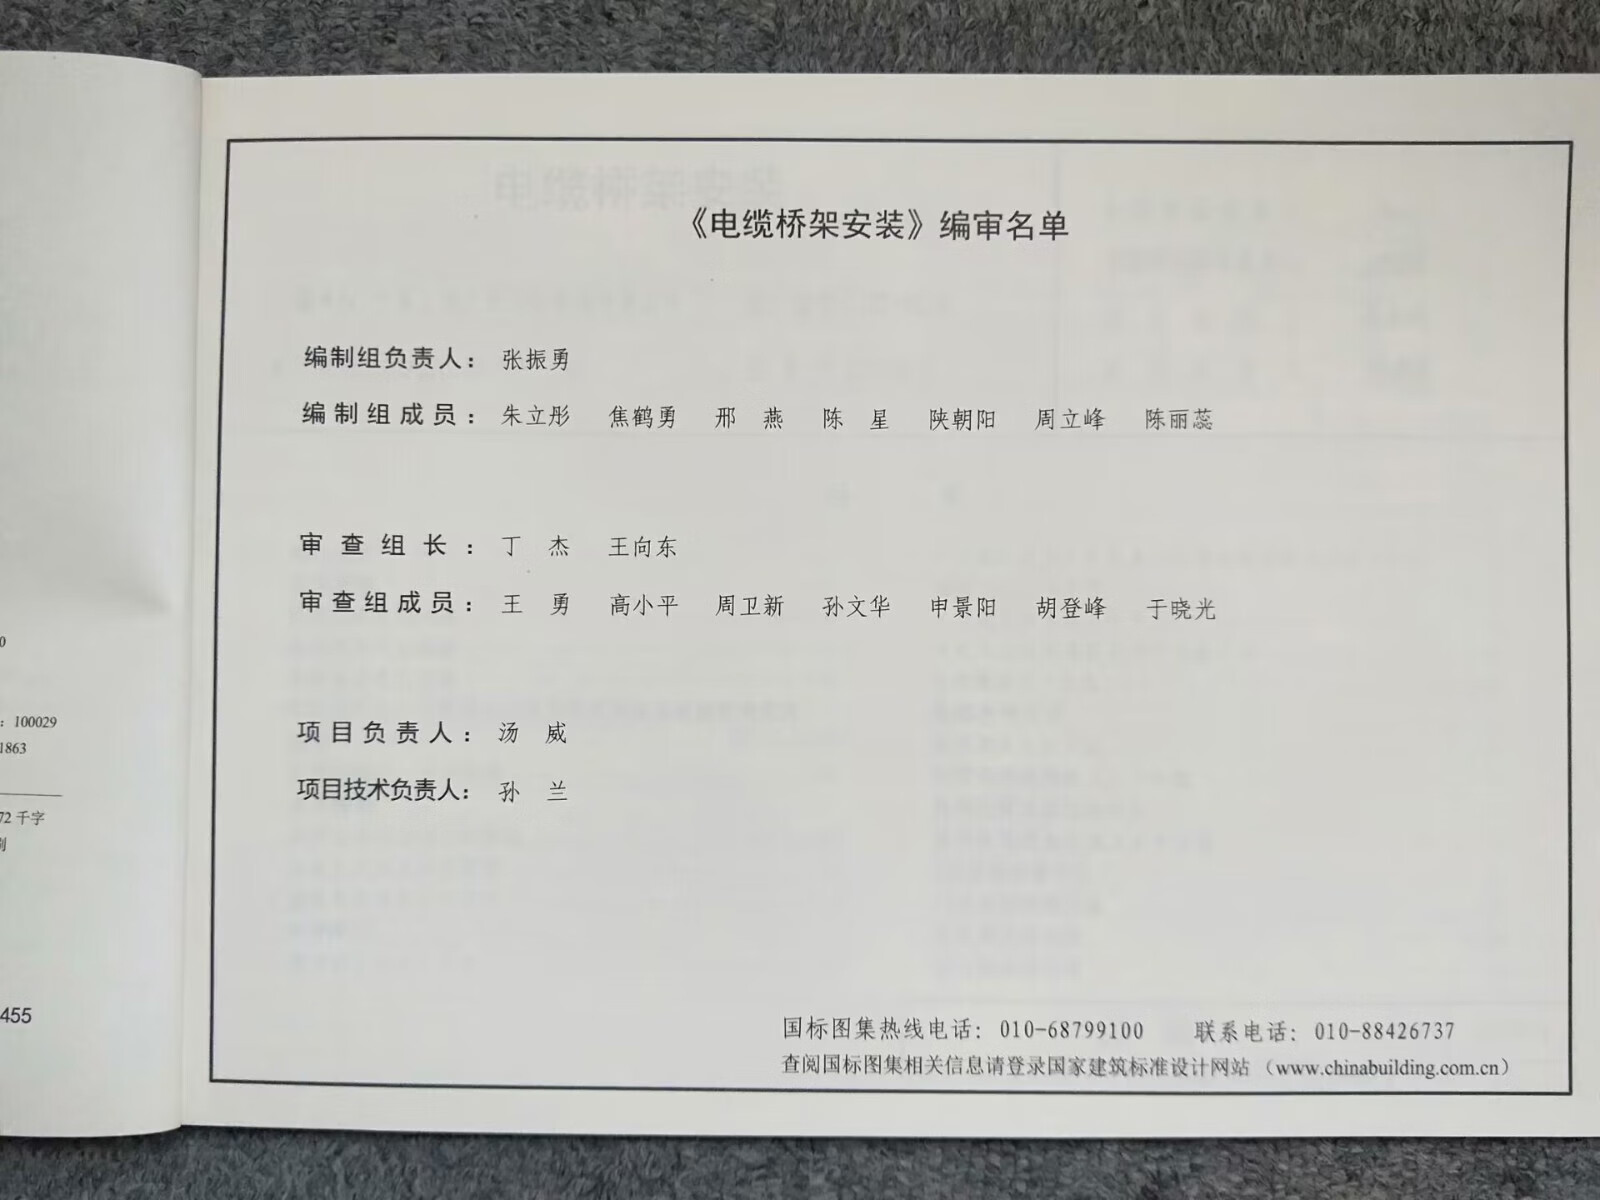 《电缆桥架安装》编审名单
编制组负责人：张振勇
编制组成员：朱立彤 焦鹤勇 邢 燕 陈 星 陕朝阳 周立峰 陈丽蕊
审查组长：丁 杰 王向东
审查组成员：王 勇 高小平 周卫新 孙文华 申景阳 胡登峰 于晓光
项目负责人：汤 威
项目技术负责人：孙 兰
国标图集热线电话：010-68799100 联系电话：010-88426737
查阅国标图集相关信息请登录国家建筑标准设计网站（www.chinabuilding.com.cn）
0
：100029
1863
72 千字
455